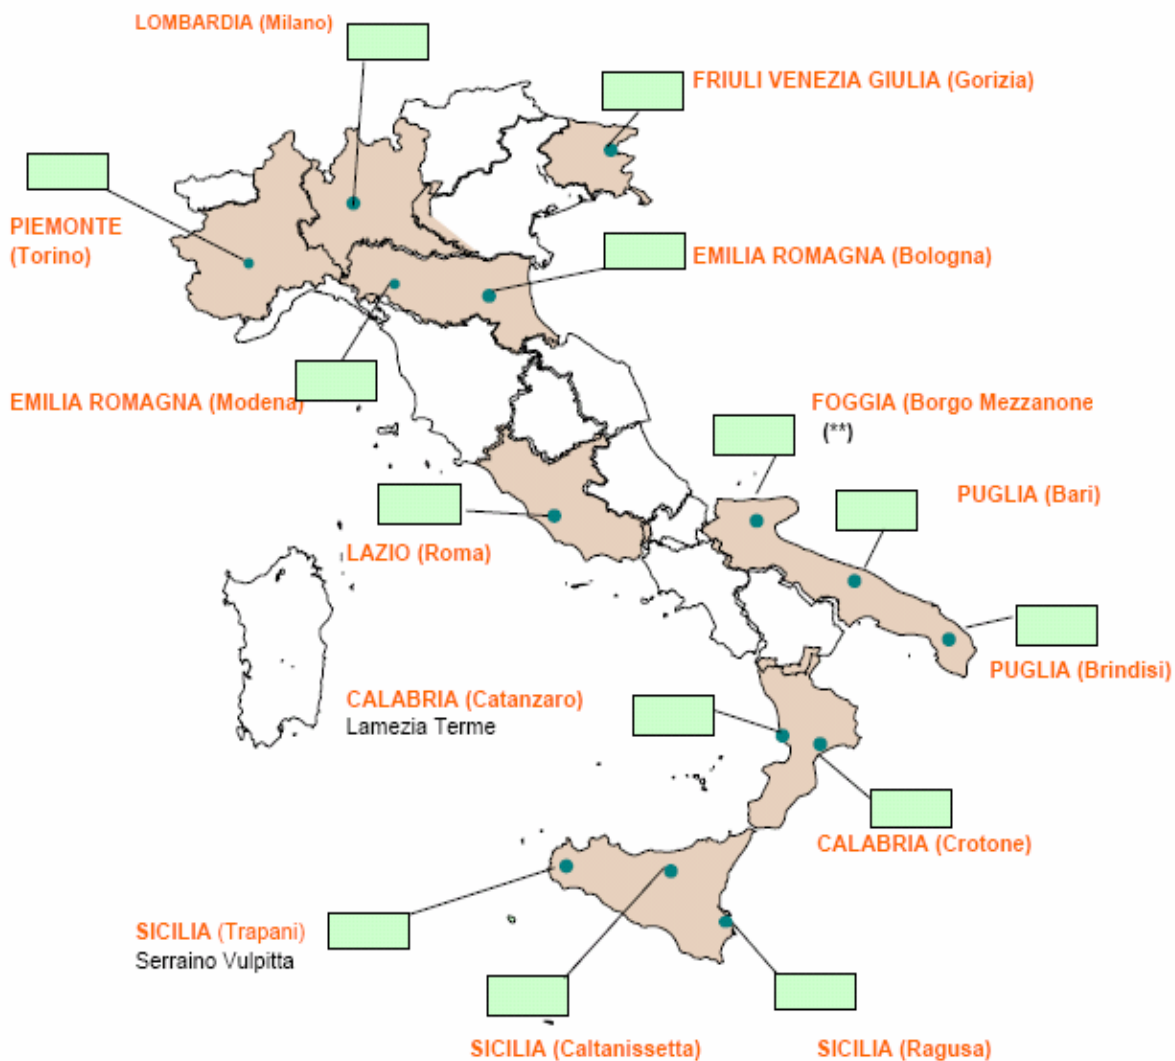 LOMBARDIA (Milano)
FRIULI VENEZIA GIULIA (Gorizia)
PIEMONTE
(Torino)
EMILIA ROMAGNA (Bologna)
EMILIA ROMAGNA (Modena)
FOGGIA (Borgo Mezzanone
(**)
PUGLIA (Bari)
LAZIO (Roma)
PUGLIA (Brindisi)
CALABRIA (Catanzaro)
Lamezia Terme
CALABRIA (Crotone)
SICILIA (Trapani)
Serraino Vulpitta
SICILIA (Caltanissetta)
SICILIA (Ragusa)